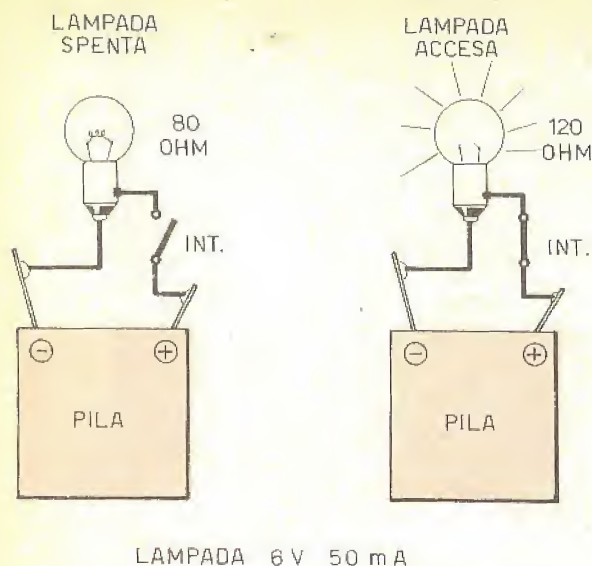 LAMPADA
SPENTA
80
OHM
INT.
−
+
PILA
LAMPADA
ACCESA
120
OHM
INT.
−
+
PILA
LAMPADA 6V 50 mA